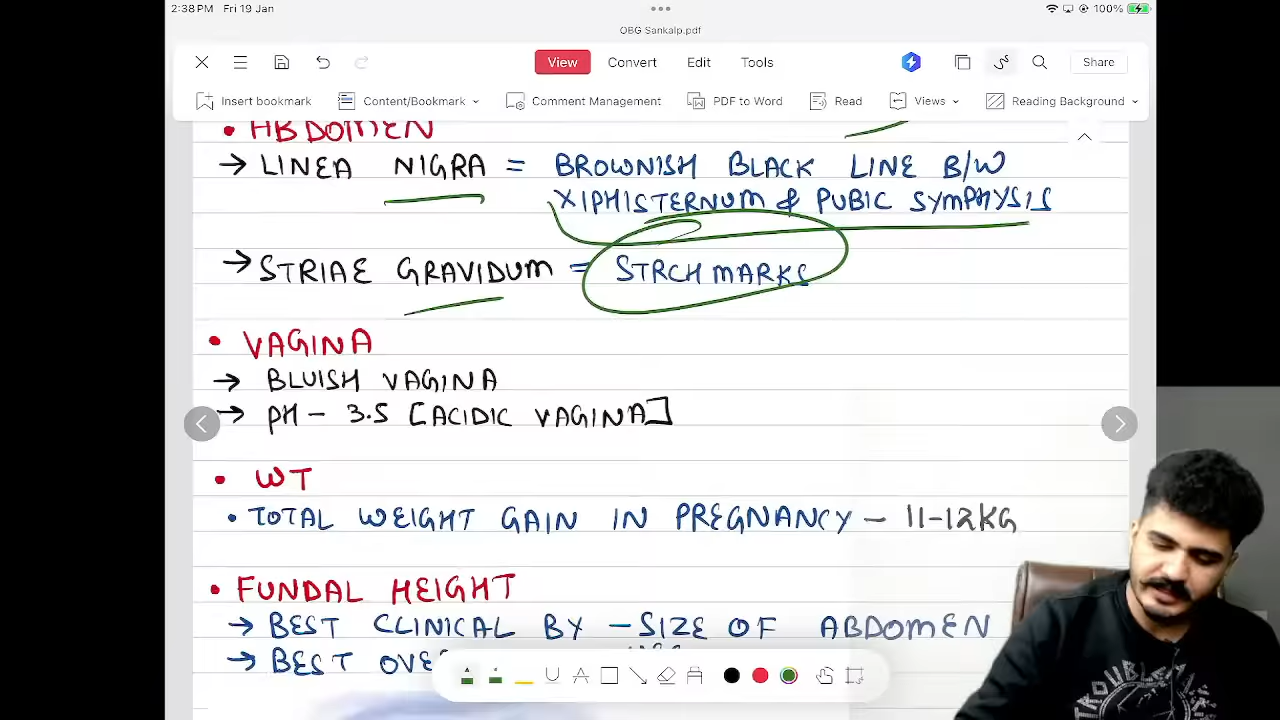 2:38 PM Fri 19 Jan
100%
OBG Sankalp.pdf
View Convert Edit Tools Share
Insert bookmark Content/Bookmark Comment Management PDF to Word Read Views Reading Background
• ABDOMEN
→ LINEA NIGRA = BROWNISH BLACK LINE B/W
XIPHISTERNUM & PUBIC SYMPHYSIS
→ STRIAE GRAVIDUM = STRCH MARKS
• VAGINA
→ BLUISH VAGINA
→ PH - 3.5 [ACIDIC VAGINA]
• WT
• TOTAL WEIGHT GAIN IN PREGNANCY - 11-12KG
• FUNDAL HEIGHT
→ BEST CLINICAL BY - SIZE OF ABDOMEN
→ BEST